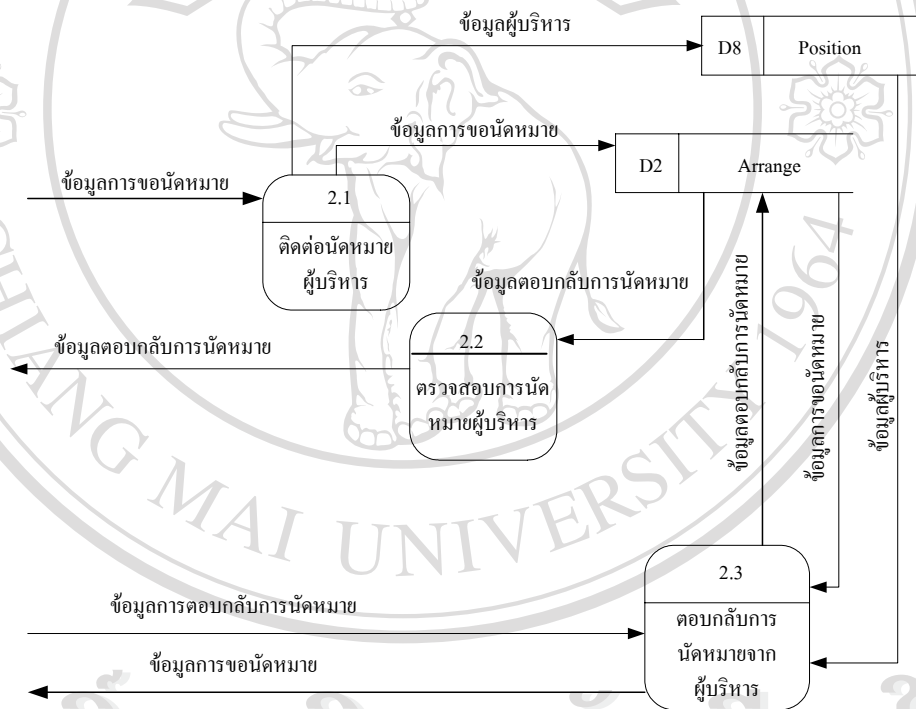 ข้อมูลผู้บริหาร
D8 Position
ข้อมูลการขอนัดหมาย
D2 Arrange
ข้อมูลการขอนัดหมาย
2.1
ติดต่อนัดหมาย
ผู้บริหาร
ข้อมูลตอบกลับการนัดหมาย
ข้อมูลตอบกลับการนัดหมาย
2.2
ตรวจสอบการนัด
หมายผู้บริหาร
ข้อมูลตอบกลับการนัดหมาย
ข้อมูลการขอนัดหมาย
ข้อมูลผู้บริหาร
2.3
ตอบกลับการ
นัดหมายจาก
ผู้บริหาร
ข้อมูลการตอบกลับการนัดหมาย
ข้อมูลการขอนัดหมาย
CHIANG MAI UNIVERSITY 1964